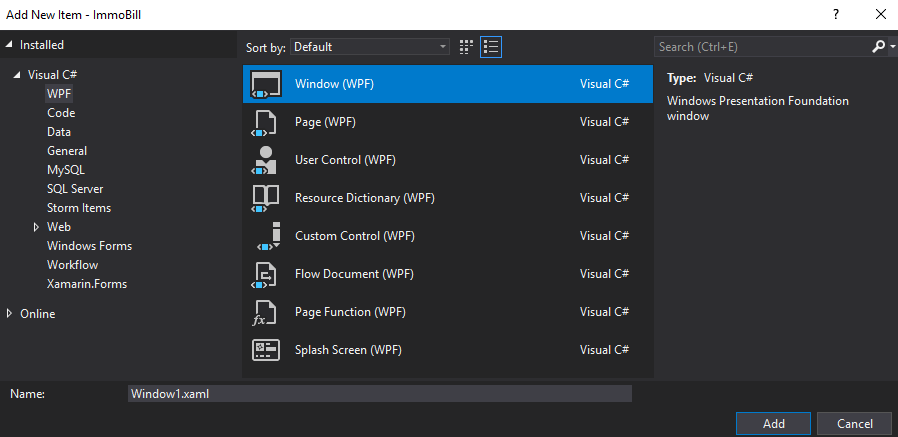 Add New Item - ImmoBill
Installed
Sort by: Default
Search (Ctrl+E)
Visual C#
WPF
Code
Data
General
MySQL
SQL Server
Storm Items
Web
Windows Forms
Workflow
Xamarin.Forms
Online
Window (WPF) Visual C#
Page (WPF) Visual C#
User Control (WPF) Visual C#
Resource Dictionary (WPF) Visual C#
Custom Control (WPF) Visual C#
Flow Document (WPF) Visual C#
Page Function (WPF) Visual C#
Splash Screen (WPF) Visual C#
Type: Visual C#
Windows Presentation Foundation
window
Name: Window1.xaml
Add Cancel